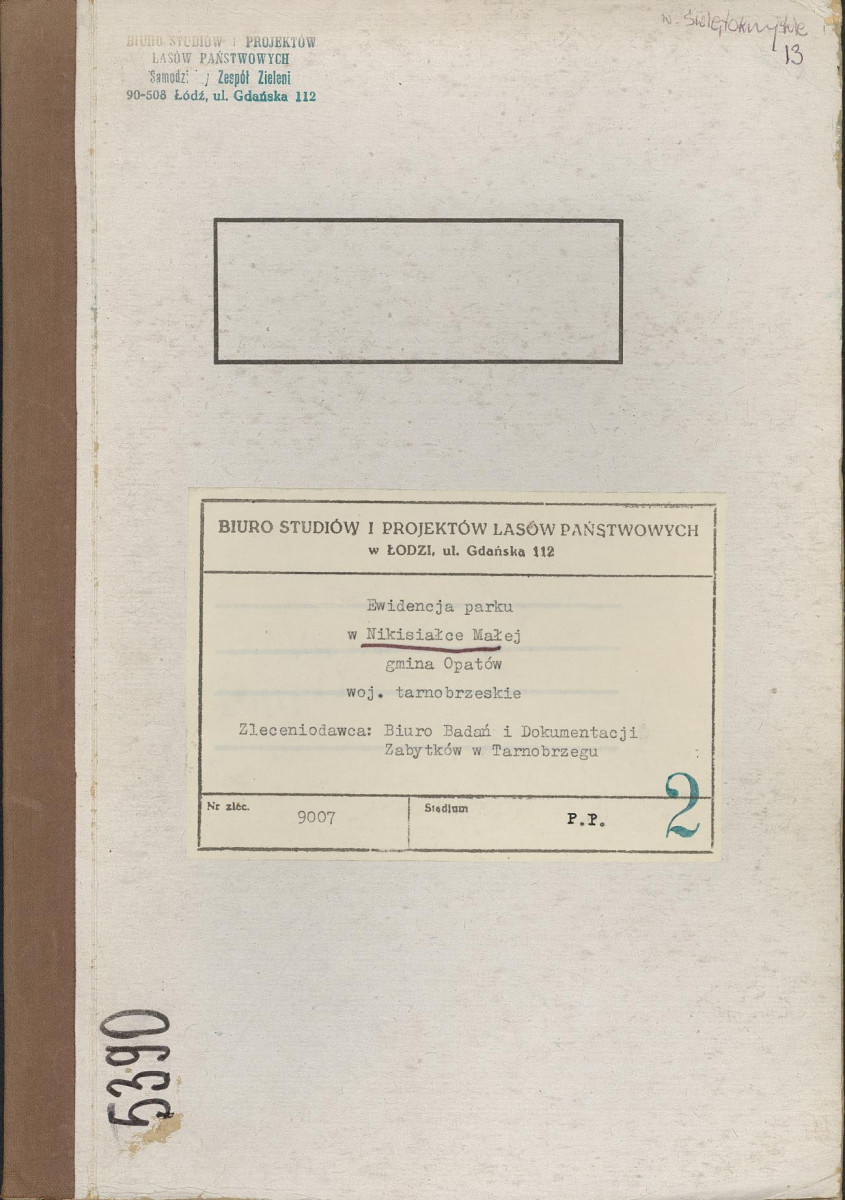 w. Świętokrzyskie
13
BIURO STUDIÓW I PROJEKTÓW
LASÓW PAŃSTWOWYCH
Zespół Zieleni
90-508 Łódź, ul. Gdańska 112
BIURO STUDIÓW I PROJEKTÓW LASÓW PAŃSTWOWYCH
w ŁODZI, ul. Gdańska 112
Ewidencja parku
w Nikisiałce Małej
gmina Opatów
woj. tarnobrzeskie
Zleceniodawca: Biuro Badań i Dokumentacji
Zabytków w Tarnobrzegu
Nr zlec. 9007 Stadium P.P. 2
5390